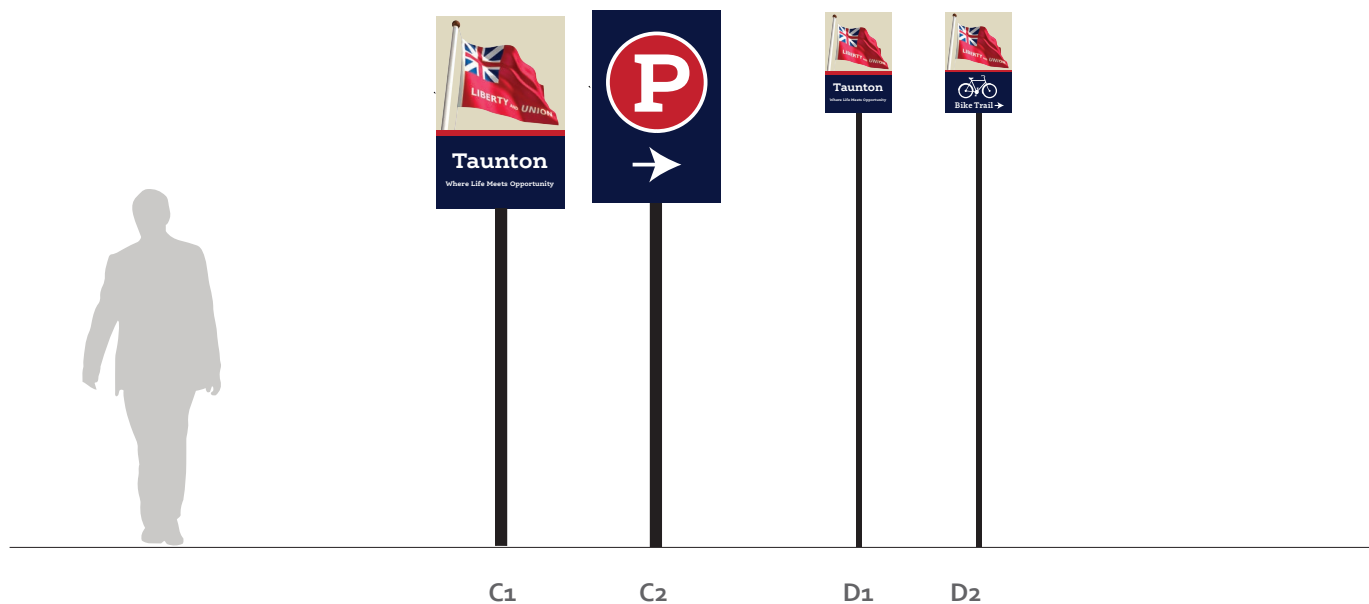 LIBERTY AND UNION
Taunton
Where Life Meets Opportunity
P
LIBERTY AND UNION
Taunton
Where Life Meets Opportunity
LIBERTY AND UNION
Bike Trail
C1
C2
D1
D2